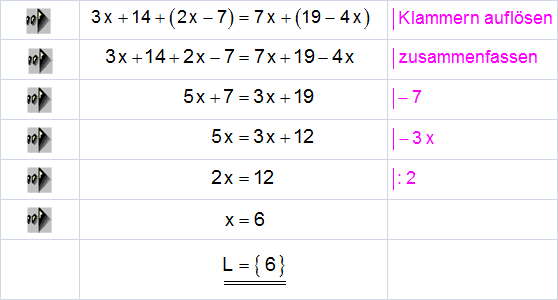 3x + 14 + (2x − 7) = 7x + (19 − 4x) | Klammern auflösen
3x + 14 + 2x − 7 = 7x + 19 − 4x | zusammenfassen
5x + 7 = 3x + 19 | − 7
5x = 3x + 12 | − 3x
2x = 12 | : 2
x = 6
L = { 6 }